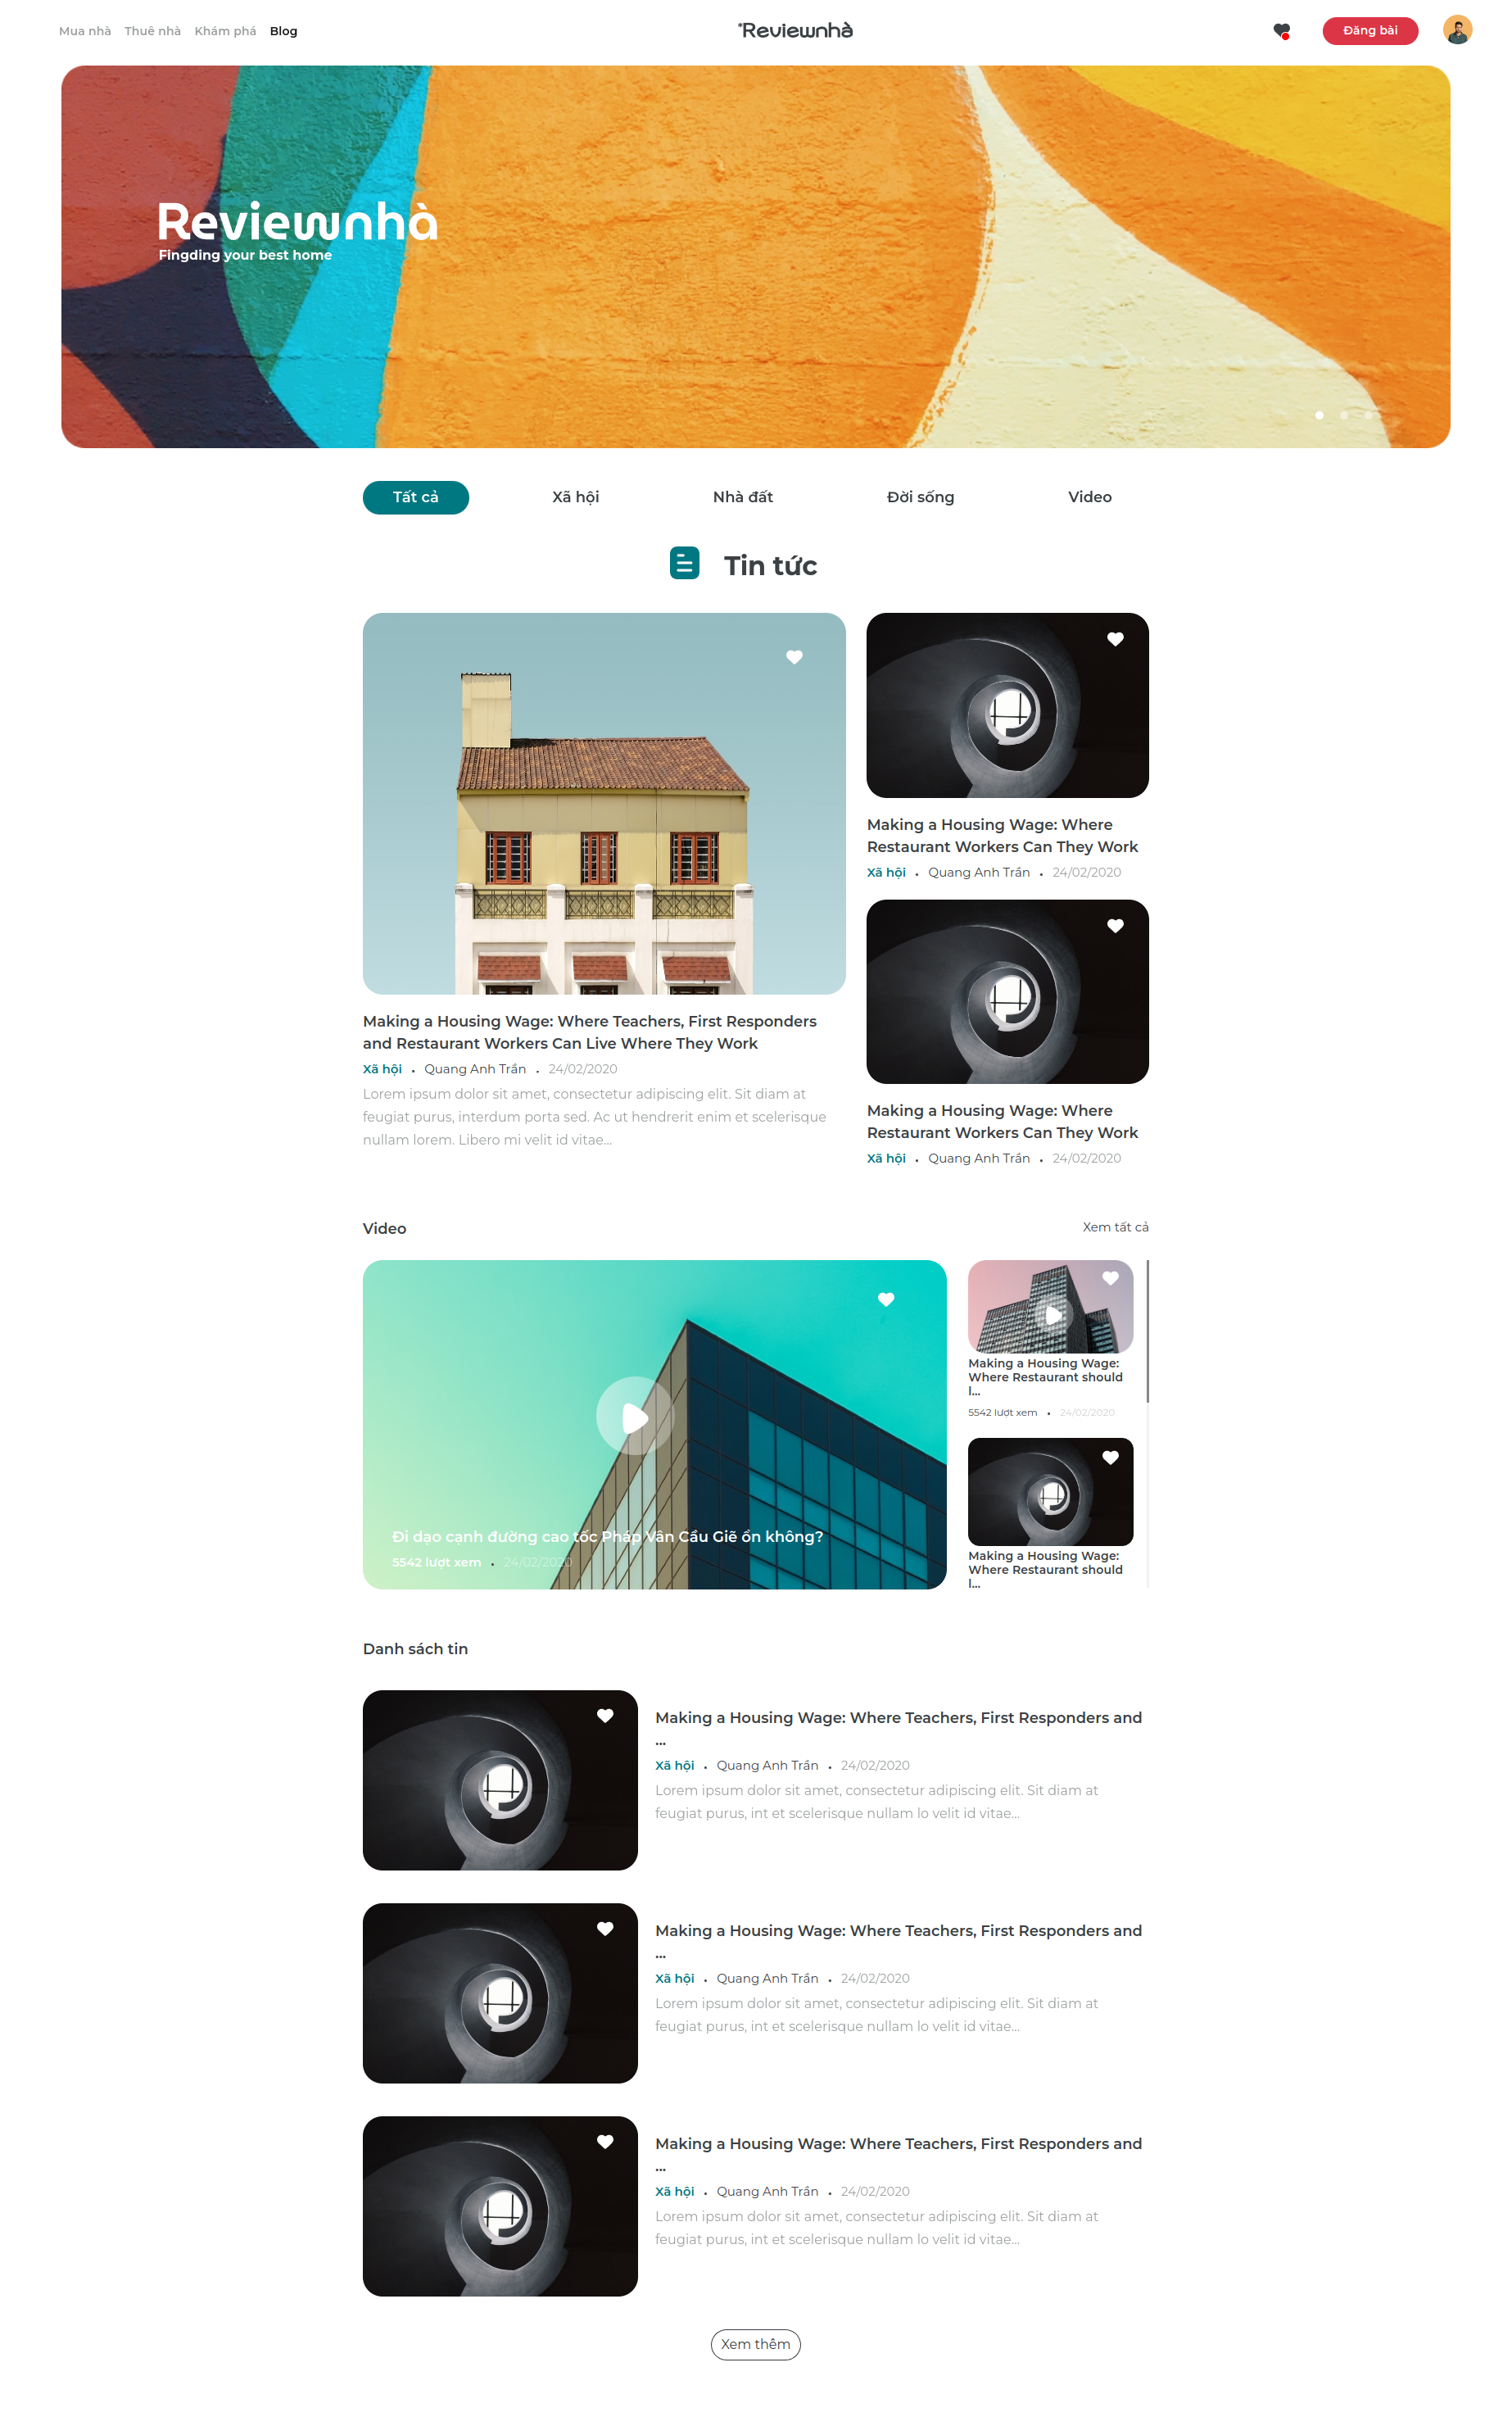 Mua nhà Thuê nhà Khám phá Blog
*Reviewnhà
Đăng bài
Reviewnhà
Fingding your best home
Tất cả
Xã hội
Nhà đất
Đời sống
Video
Tin tức
Making a Housing Wage: Where Teachers, First Responders
and Restaurant Workers Can Live Where They Work
Xã hội • Quang Anh Trần • 24/02/2020
Lorem ipsum dolor sit amet, consectetur adipiscing elit. Sit diam at
feugiat purus, interdum porta sed. Ac ut hendrerit enim et scelerisque
nullam lorem. Libero mi velit id vitae...
Making a Housing Wage: Where
Restaurant Workers Can They Work
Xã hội • Quang Anh Trần • 24/02/2020
Making a Housing Wage: Where
Restaurant Workers Can They Work
Xã hội • Quang Anh Trần • 24/02/2020
Video
Xem tất cả
Đi dạo cạnh đường cao tốc Pháp Vân Cầu Giẽ ổn không?
5542 lượt xem • 24/02/2020
Making a Housing Wage:
Where Restaurant should
l...
5542 lượt xem • 24/02/2020
Making a Housing Wage:
Where Restaurant should
l...
Danh sách tin
Making a Housing Wage: Where Teachers, First Responders and
...
Xã hội • Quang Anh Trần • 24/02/2020
Lorem ipsum dolor sit amet, consectetur adipiscing elit. Sit diam at
feugiat purus, int et scelerisque nullam lo velit id vitae...
Making a Housing Wage: Where Teachers, First Responders and
...
Xã hội • Quang Anh Trần • 24/02/2020
Lorem ipsum dolor sit amet, consectetur adipiscing elit. Sit diam at
feugiat purus, int et scelerisque nullam lo velit id vitae...
Making a Housing Wage: Where Teachers, First Responders and
...
Xã hội • Quang Anh Trần • 24/02/2020
Lorem ipsum dolor sit amet, consectetur adipiscing elit. Sit diam at
feugiat purus, int et scelerisque nullam lo velit id vitae...
Xem thêm